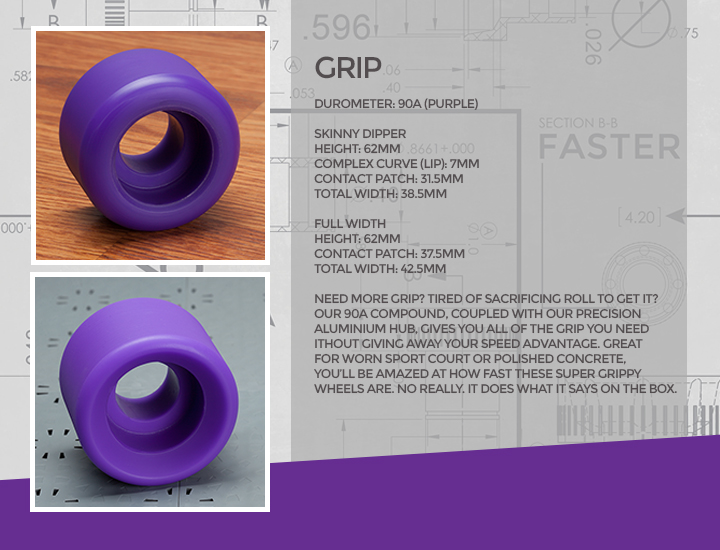 .596
B
B
.582
.053
A
.06
.40
.026
.75
GRIP
DUROMETER: 90A (PURPLE)
SKINNY DIPPER
HEIGHT: 62MM
COMPLEX CURVE (LIP): 7MM
CONTACT PATCH: 31.5MM
TOTAL WIDTH: 38.5MM
.8661+.000
SECTION B-B
FASTER
[4.20]
FULL WIDTH
HEIGHT: 62MM
CONTACT PATCH: 37.5MM
TOTAL WIDTH: 42.5MM
NEED MORE GRIP? TIRED OF SACRIFICING ROLL TO GET IT?
OUR 90A COMPOUND, COUPLED WITH OUR PRECISION
ALUMINIUM HUB, GIVES YOU ALL OF THE GRIP YOU NEED
ITHOUT GIVING AWAY YOUR SPEED ADVANTAGE. GREAT
FOR WORN SPORT COURT OR POLISHED CONCRETE,
YOU'LL BE AMAZED AT HOW FAST THESE SUPER GRIPPY
WHEELS ARE. NO REALLY. IT DOES WHAT IT SAYS ON THE BOX.